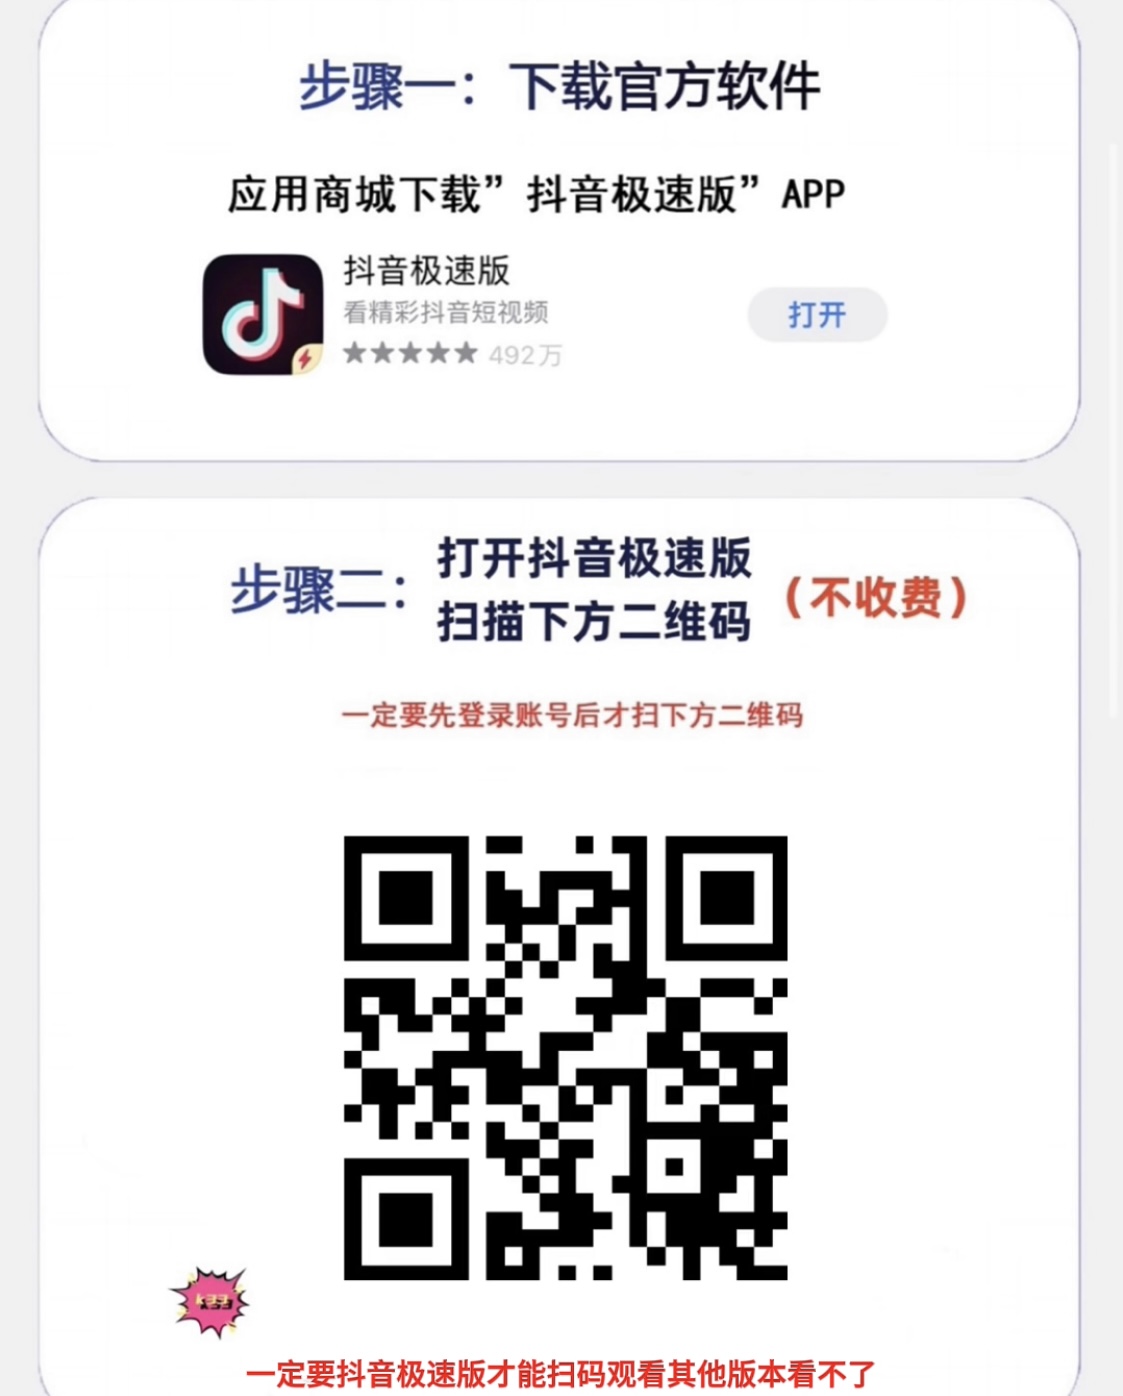 步骤一：下载官方软件
应用商城下载”抖音极速版”APP
抖音极速版
看精彩抖音短视频
★★★★★ 492万
打开
步骤二：
打开抖音极速版
扫描下方二维码
（不收费）
一定要先登录账号后才扫下方二维码
k33
一定要抖音极速版才能扫码观看其他版本看不了